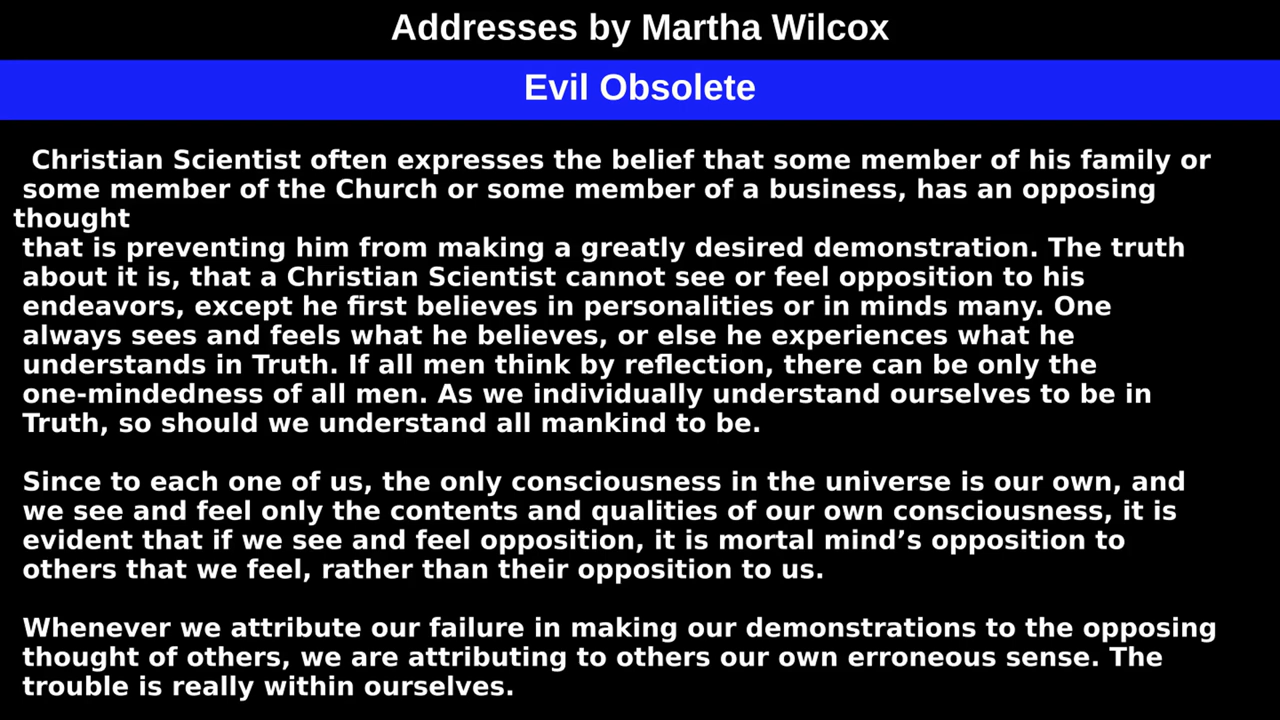 Addresses by Martha Wilcox
Evil Obsolete
Christian Scientist often expresses the belief that some member of his family or
some member of the Church or some member of a business, has an opposing
thought
that is preventing him from making a greatly desired demonstration. The truth
about it is, that a Christian Scientist cannot see or feel opposition to his
endeavors, except he first believes in personalities or in minds many. One
always sees and feels what he believes, or else he experiences what he
understands in Truth. If all men think by reflection, there can be only the
one-mindedness of all men. As we individually understand ourselves to be in
Truth, so should we understand all mankind to be.
Since to each one of us, the only consciousness in the universe is our own, and
we see and feel only the contents and qualities of our own consciousness, it is
evident that if we see and feel opposition, it is mortal mind’s opposition to
others that we feel, rather than their opposition to us.
Whenever we attribute our failure in making our demonstrations to the opposing
thought of others, we are attributing to others our own erroneous sense. The
trouble is really within ourselves.